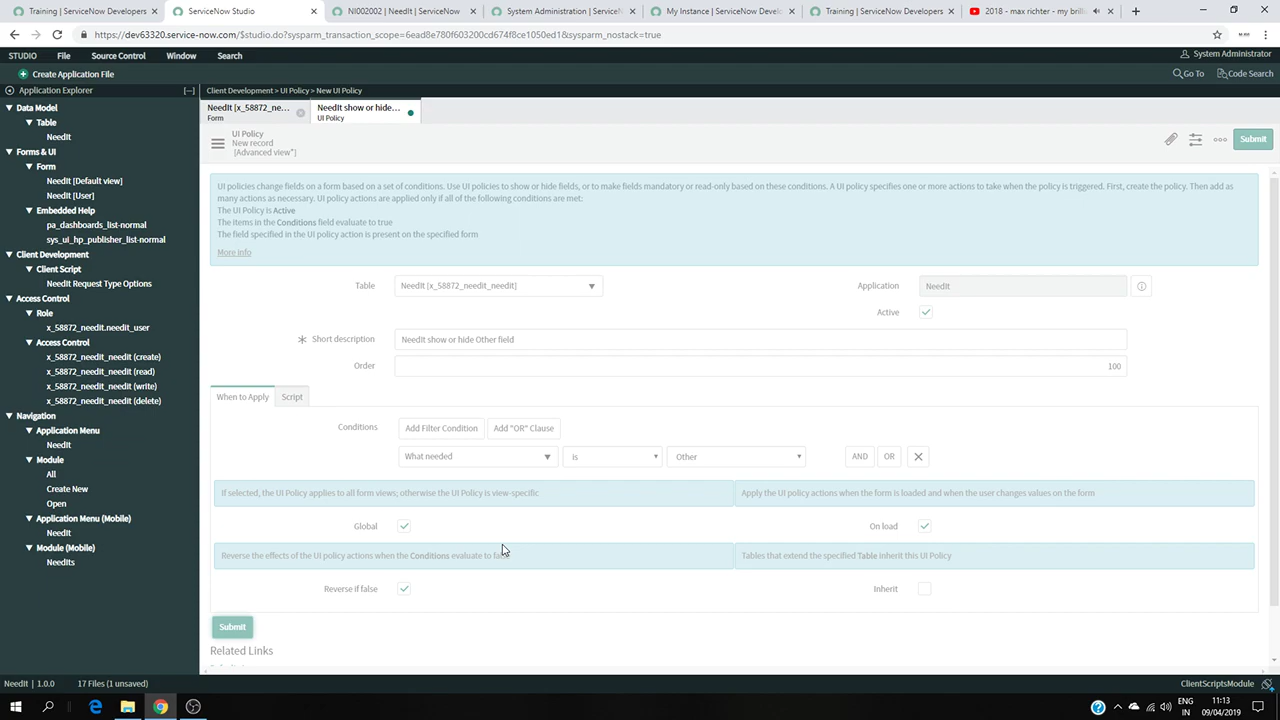 Training | ServiceNow Developers
ServiceNow Studio
NI002002 | NeedIt | ServiceNow
System Administration | ServiceN
My Instance | ServiceNow Develo
Training | ServiceNow Developers
2018 - max richter - my brillia
https://dev63320.service-now.com/$studio.do?sysparm_transaction_scope=6ead8e780f603200cd674f8ce1050ed1&sysparm_nostack=true
STUDIO File Source Control Window Search
System Administrator
Create Application File
Go To Code Search
Application Explorer
Client Development > UI Policy > New UI Policy
Data Model
Table
NeedIt
Forms & UI
Form
NeedIt [Default view]
NeedIt [User]
Embedded Help
pa_dashboards_list-normal
sys_ui_hp_publisher_list-normal
Client Development
Client Script
NeedIt Request Type Options
Access Control
Role
x_58872_needit.needit_user
Access Control
x_58872_needit_needit (create)
x_58872_needit_needit (read)
x_58872_needit_needit (write)
x_58872_needit_needit (delete)
Navigation
Application Menu
NeedIt
Module
All
Create New
Open
Application Menu (Mobile)
NeedIt
Module (Mobile)
NeedIts
NeedIt [x_58872_ne...
Form
NeedIt show or hide...
UI Policy
UI Policy
New record
[Advanced view*]
Submit
UI policies change fields on a form based on a set of conditions. Use UI policies to show or hide fields, or to make fields mandatory or read-only based on these conditions. A UI policy specifies one or more actions to take when the policy is triggered. First, create the policy. Then add as
many actions as necessary. UI policy actions are applied only if all of the following conditions are met:
The UI Policy is Active
The items in the Conditions field evaluate to true
The field specified in the UI policy action is present on the specified form
More info
Table NeedIt [x_58872_needit_needit]
Application NeedIt
Active
Short description NeedIt show or hide Other field
Order 100
When to Apply Script
Conditions Add Filter Condition Add "OR" Clause
What needed is Other AND OR
If selected, the UI Policy applies to all form views; otherwise the UI Policy is view-specific
Apply the UI policy actions when the form is loaded and when the user changes values on the form
Global
On load
Reverse the effects of the UI policy actions when the Conditions evaluate to
Tables that extend the specified Table inherit this UI Policy
Reverse if false
Inherit
Submit
Related Links
NeedIt | 1.0.0 17 Files (1 unsaved)
ClientScriptsModule
ENG
IN
11:13
09/04/2019